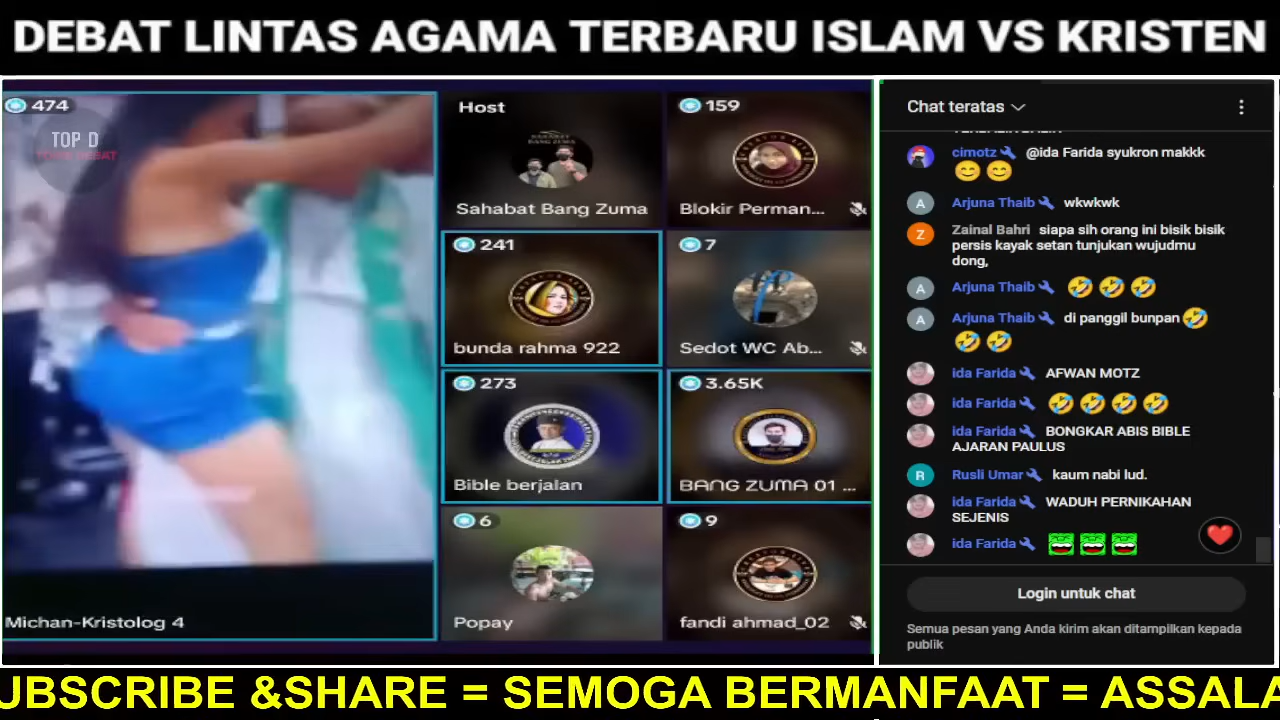 DEBAT LINTAS AGAMA TERBARU ISLAM VS KRISTEN
474
TOP D
Michan-Kristolog 4
Host
Sahabat Bang Zuma
159
Blokir Perman...
241
bunda rahma 922
7
Sedot WC Ab...
273
Bible berjalan
3.65K
BANG ZUMA 01 ...
6
Popay
9
fandi ahmad_02
Chat teratas
cimotz @ida Farida syukron makkk
😊 😊
A Arjuna Thaib wkwkwk
Z Zainal Bahri siapa sih orang ini bisik bisik
persis kayak setan tunjukan wujudmu
dong,
A Arjuna Thaib 🤣 🤣 🤣
A Arjuna Thaib di panggil bunpan 🤣
🤣 🤣
ida Farida AFWAN MOTZ
ida Farida 🤣 🤣 🤣 🤣
ida Farida BONGKAR ABIS BIBLE
AJARAN PAULUS
R Rusli Umar kaum nabi lud.
ida Farida WADUH PERNIKAHAN
SEJENIS
ida Farida
Login untuk chat
Semua pesan yang Anda kirim akan ditampilkan kepada
publik
UBSCRIBE &SHARE = SEMOGA BERMANFAAT = ASSALA